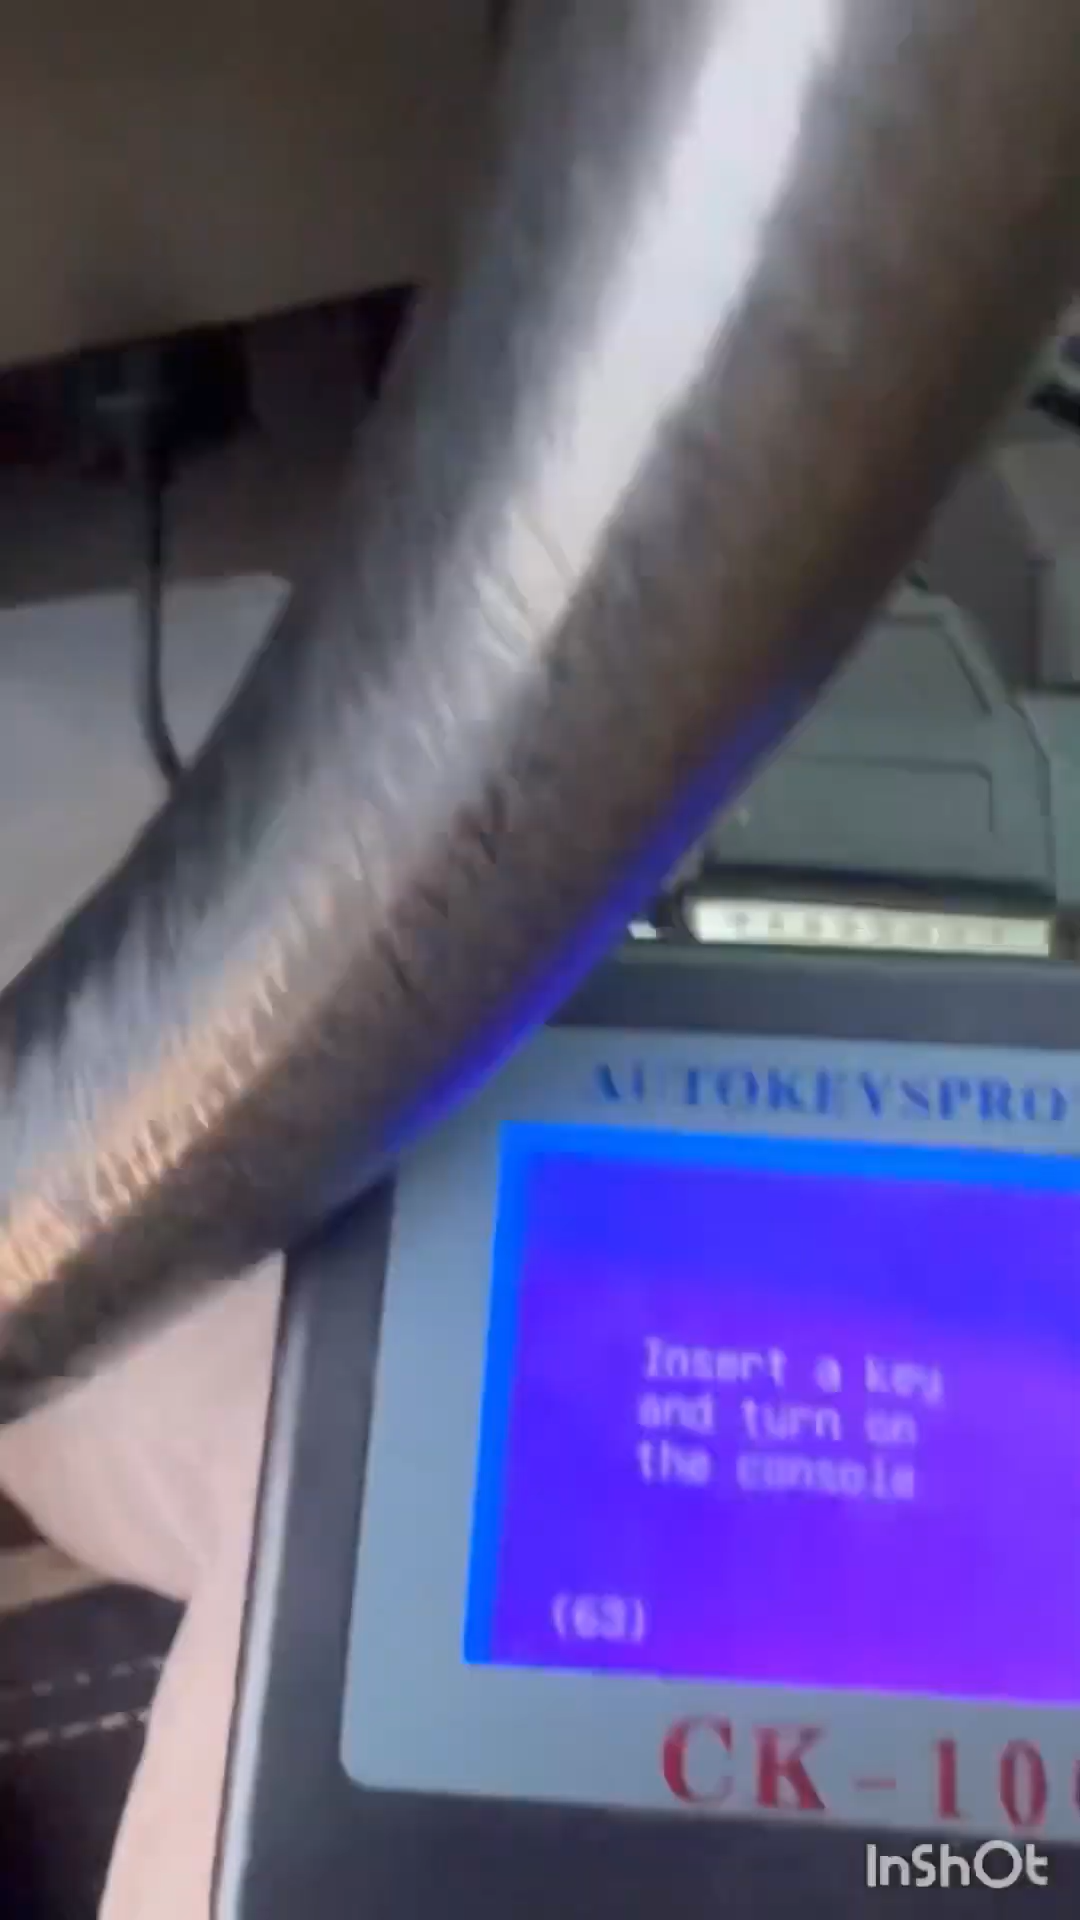 AUTOKEYSPRO
Insert a key
and turn on
the console
(63)
CK-10
InShOt